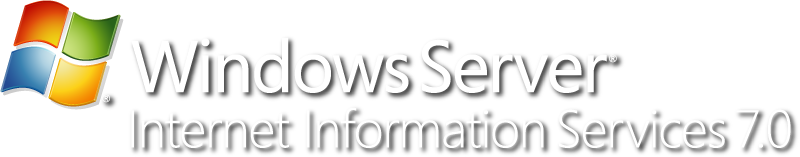 Windows Server®
Internet Information Services 7.0